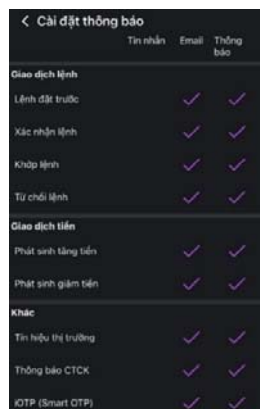 Cài đặt thông báo
Tin nhắn Email Thông báo
Giao dịch lệnh
Lệnh đặt trước
Xác nhận lệnh
Khớp lệnh
Từ chối lệnh
Giao dịch tiền
Phát sinh tăng tiền
Phát sinh giảm tiền
Khác
Tín hiệu thị trường
Thông báo CTCK
iOTP (Smart OTP)